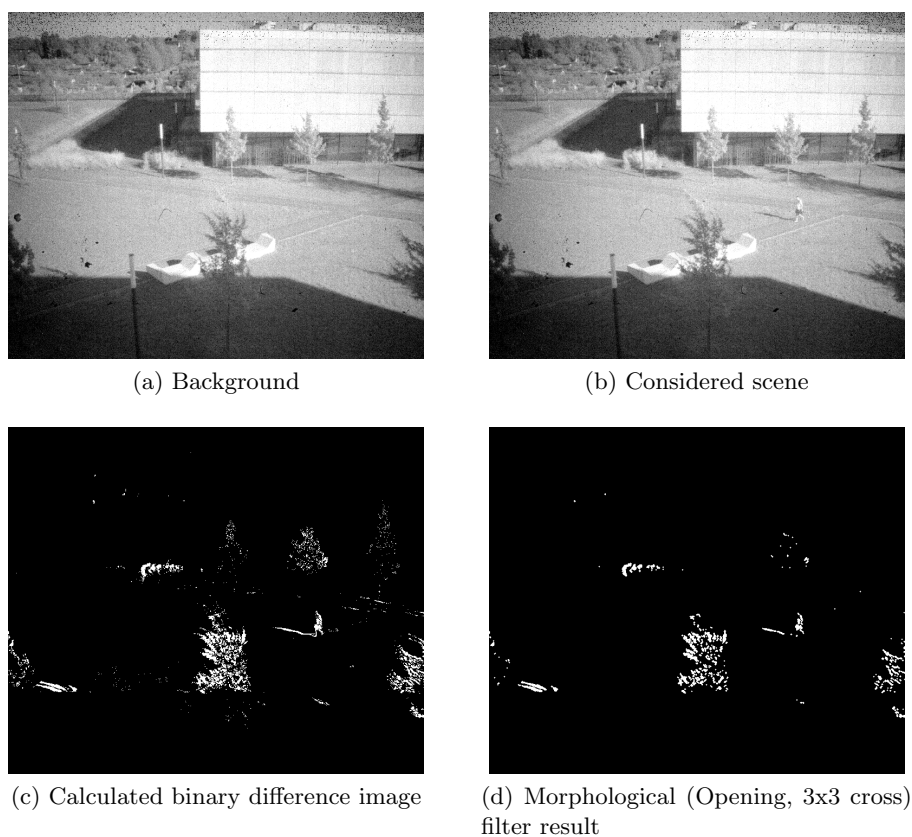 (a) Background
(b) Considered scene
(c) Calculated binary difference image
(d) Morphological (Opening, 3x3 cross)
filter result